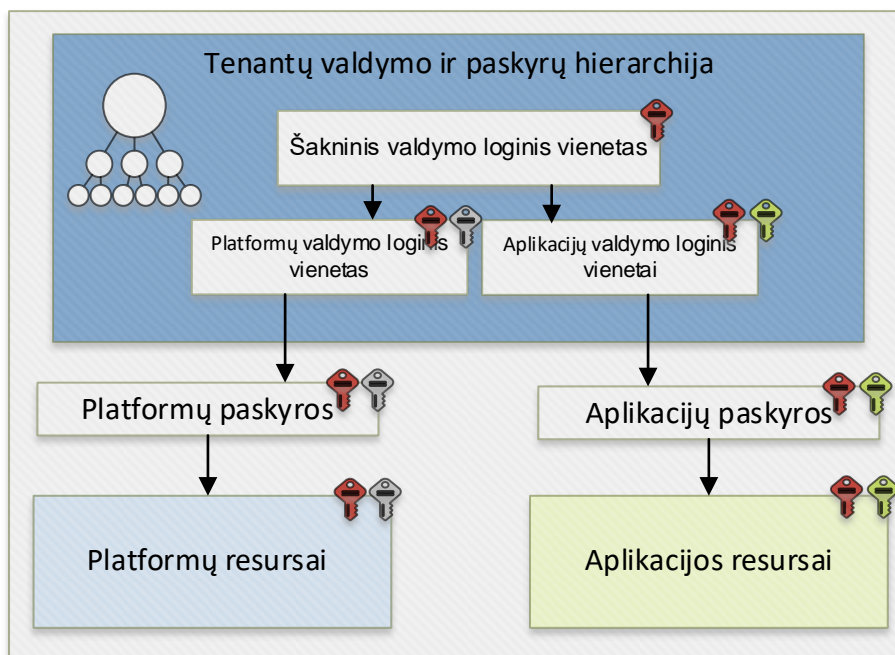 Tenantų valdymo ir paskyrų hierarchija
Šakninis valdymo loginis vienetas
Platformų valdymo loginis
vienetas
Aplikacijų valdymo loginis
vienetai
Platformų paskyros
Aplikacijų paskyros
Platformų resursai
Aplikacijos resursai